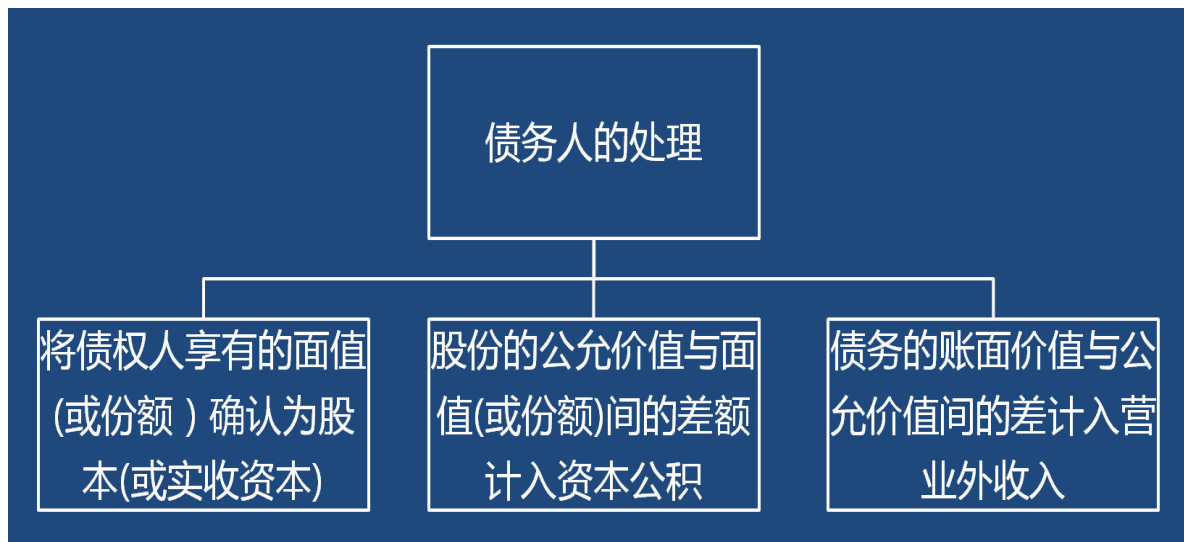 债务人的处理
将债权人享有的面值
(或份额）确认为股
本(或实收资本)
股份的公允价值与面
值(或份额)间的差额
计入资本公积
债务的账面价值与公
允价值间的差计入营
业外收入